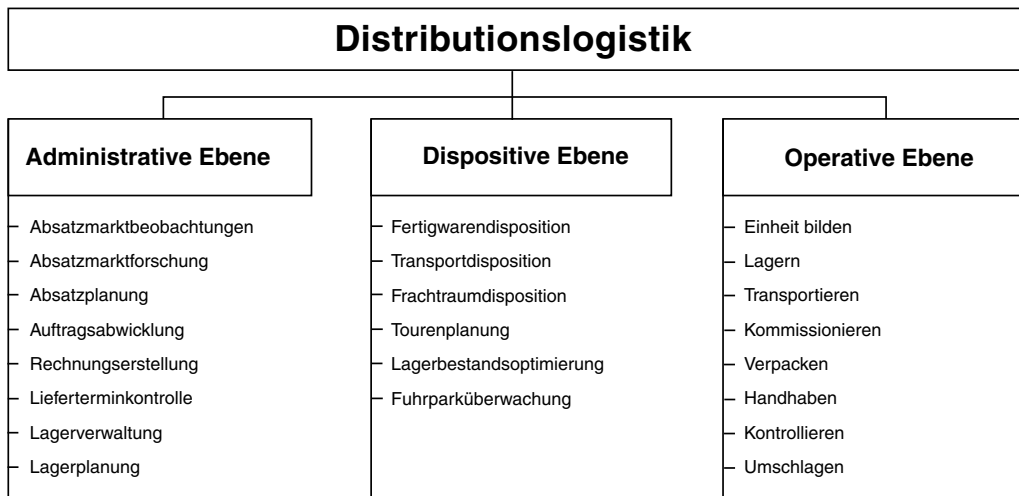 Distributionslogistik
Administrative Ebene
Absatzmarktbeobachtungen
Absatzmarktforschung
Absatzplanung
Auftragsabwicklung
Rechnungserstellung
Lieferterminkontrolle
Lagerverwaltung
Lagerplanung
Dispositive Ebene
Fertigwarendisposition
Transportdisposition
Frachtraumdisposition
Tourenplanung
Lagerbestandsoptimierung
Fuhrparküberwachung
Operative Ebene
Einheit bilden
Lagern
Transportieren
Kommissionieren
Verpacken
Handhaben
Kontrollieren
Umschlagen